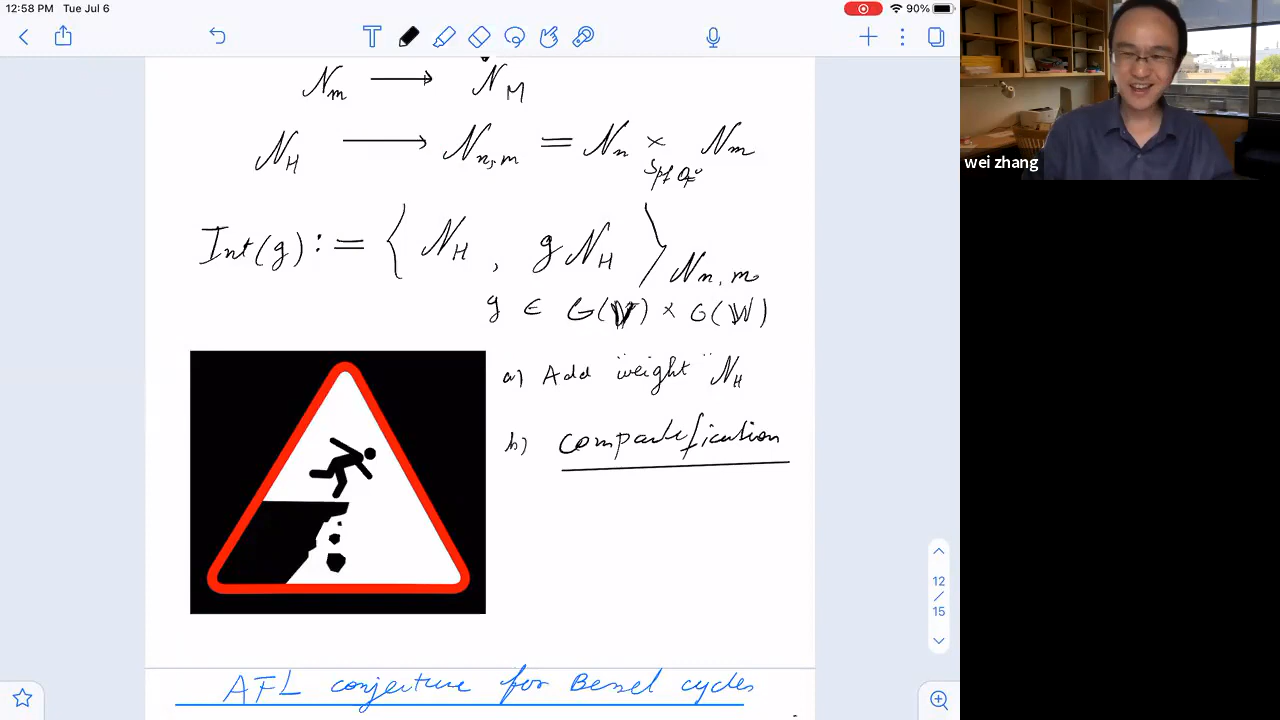 12:58 PM Tue Jul 6
90%
N_m → N_M
N_H → N_{n,m} = N_n × N_m
Spf O_F̆
Int(g) := ⟨ N_H , g N_H ⟩ N_{n,m}
g ∈ G(V) × G(W)
a) Add "weight" N_H
b) compactification
AFL conjecture for Bessel cycles
12
/
15
wei zhang